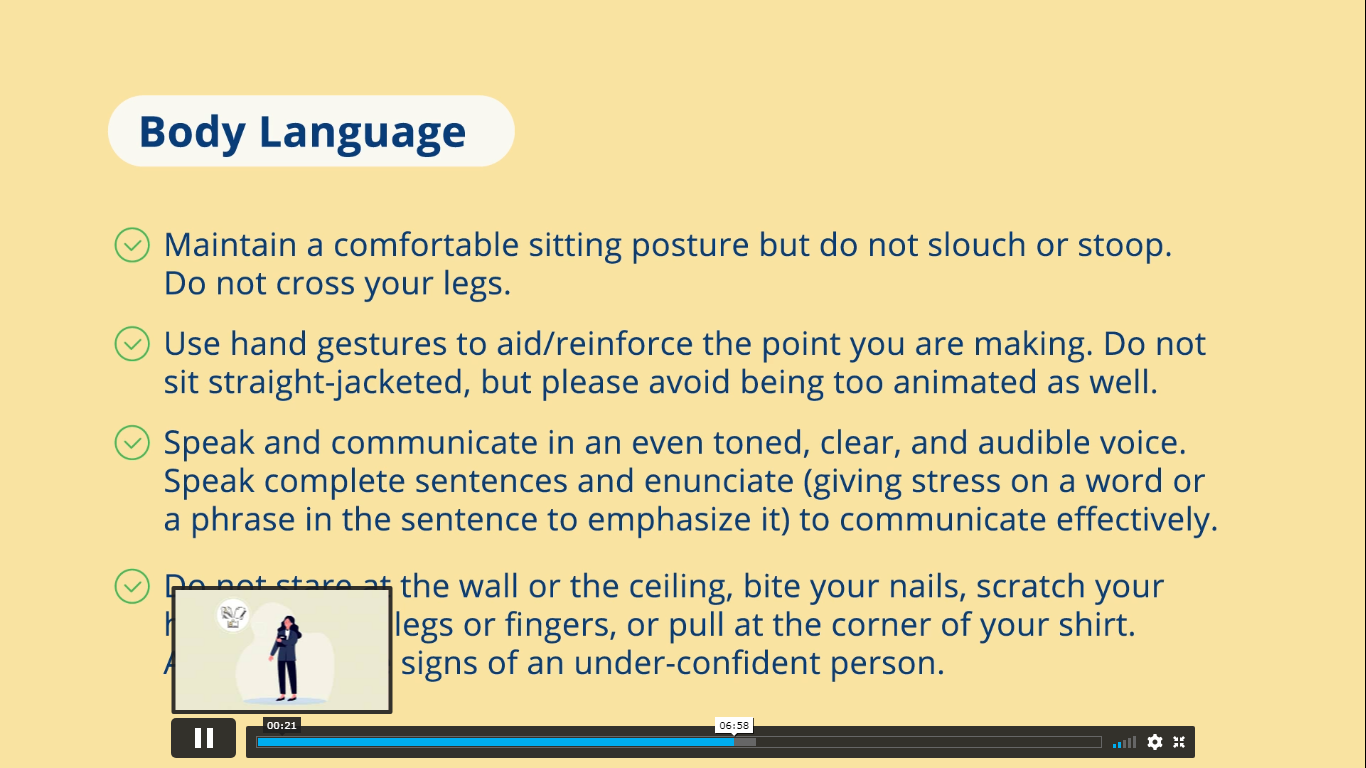 Body Language
Maintain a comfortable sitting posture but do not slouch or stoop.
Do not cross your legs.
Use hand gestures to aid/reinforce the point you are making. Do not
sit straight-jacketed, but please avoid being too animated as well.
Speak and communicate in an even toned, clear, and audible voice.
Speak complete sentences and enunciate (giving stress on a word or
a phrase in the sentence to emphasize it) to communicate effectively.
Do not stare at the wall or the ceiling, bite your nails, scratch your
legs or fingers, or pull at the corner of your shirt.
signs of an under-confident person.
00:21
06:58